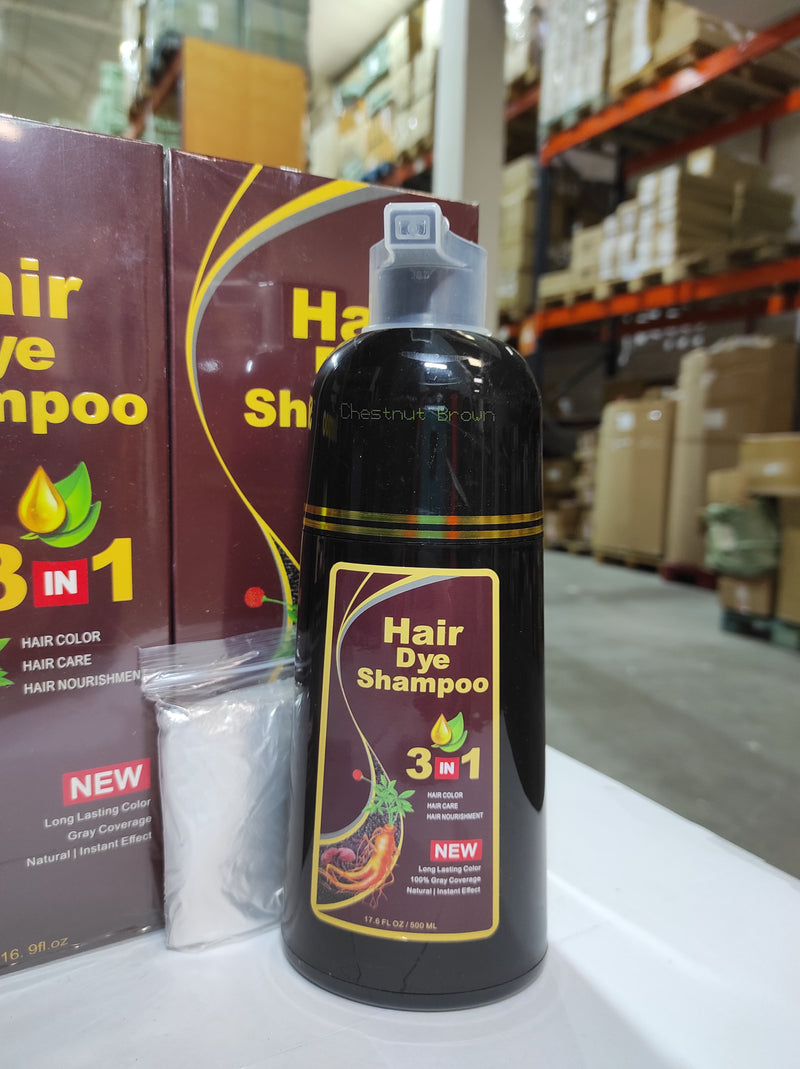 air
ye
mpoo
3 IN 1
HAIR COLOR
HAIR CARE
HAIR NOURISHMEN
NEW
Long Lasting Color
Gray Coverage
Natural | Instant Effect
16. 9fl.oz
Ha
Sh
Chestnut Brown
Hair
Dye
Shampoo
3 IN 1
HAIR COLOR
HAIR CARE
HAIR NOURISHMENT
NEW
Long Lasting Color
100% Gray Coverage
Natural | Instant Effect
17.6 FL OZ / 500 ML